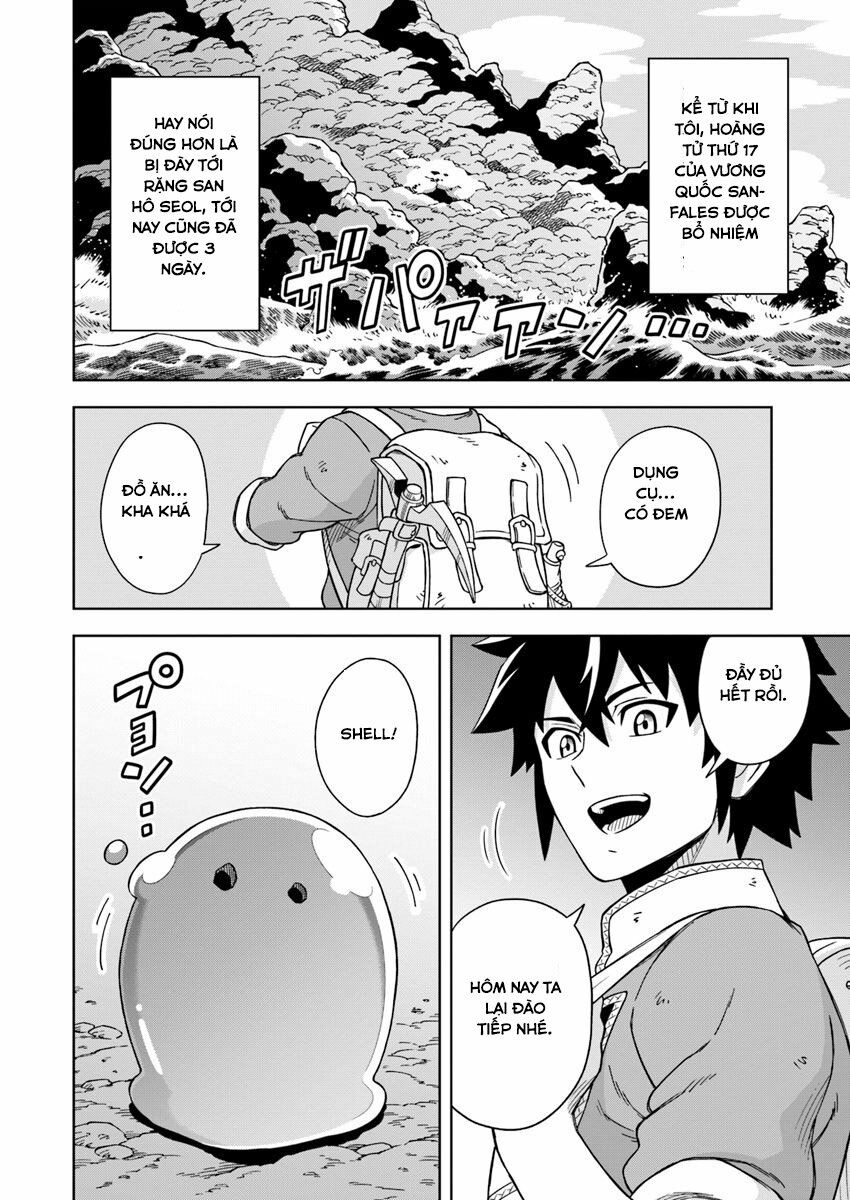 KỂ TỪ KHI
TÔI, HOÀNG
TỬ THỨ 17
CỦA VƯƠNG
QUỐC SAN-
FALES ĐƯỢC
BỔ NHIỆM
HAY NÓI
ĐÚNG HƠN LÀ
BỊ ĐÀY TỚI
RẶNG SAN
HÔ SEOL, TỚI
NAY CŨNG ĐÃ
ĐƯỢC 3
NGÀY.
ザパァァァン...
DỤNG
CỤ...
CÓ ĐEM
ĐỒ ĂN...
KHA KHÁ
.
ĐẦY ĐỦ
HẾT RỒI.
HÔM NAY TA
LẠI ĐÀO
TIẾP NHÉ.
SHELL!
プヨン...